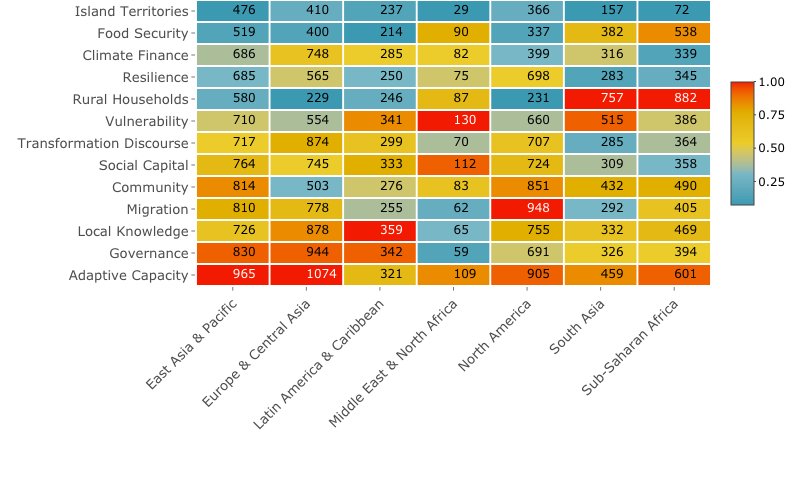 Island Territories 476 410 237 29 366 157 72
Food Security 519 400 214 90 337 382 538
Climate Finance 686 748 285 82 399 316 339
Resilience 685 565 250 75 698 283 345
Rural Households 580 229 246 87 231 757 882
Vulnerability 710 554 341 130 660 515 386
Transformation Discourse 717 874 299 70 707 285 364
Social Capital 764 745 333 112 724 309 358
Community 814 503 276 83 851 432 490
Migration 810 778 255 62 948 292 405
Local Knowledge 726 878 359 65 755 332 469
Governance 830 944 342 59 691 326 394
Adaptive Capacity 965 1074 321 109 905 459 601
East Asia & Pacific
Europe & Central Asia
Latin America & Caribbean
Middle East & North Africa
North America
South Asia
Sub-Saharan Africa
1.00
0.75
0.50
0.25